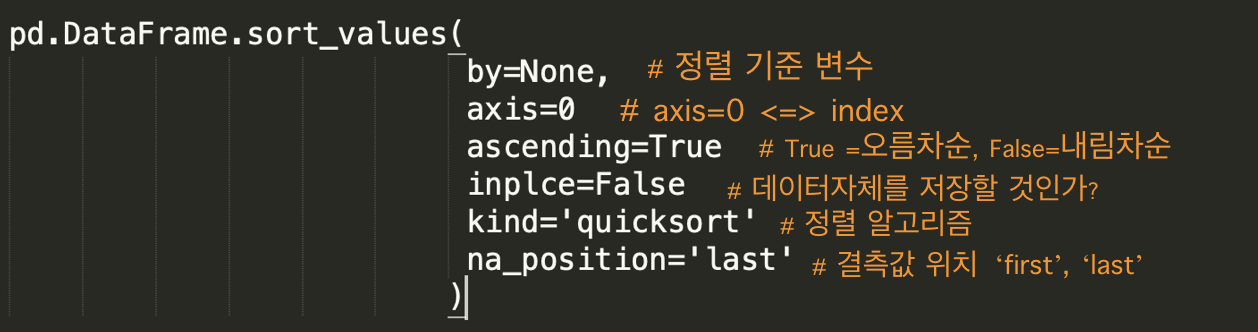 pd.DataFrame.sort_values(
by=None, # 정렬 기준 변수
axis=0 # axis=0 <=> index
ascending=True # True =오름차순, False=내림차순
inplce=False # 데이터자체를 저장할 것인가?
kind='quicksort' # 정렬 알고리즘
na_position='last' # 결측값 위치 ‘first’, ‘last’
)